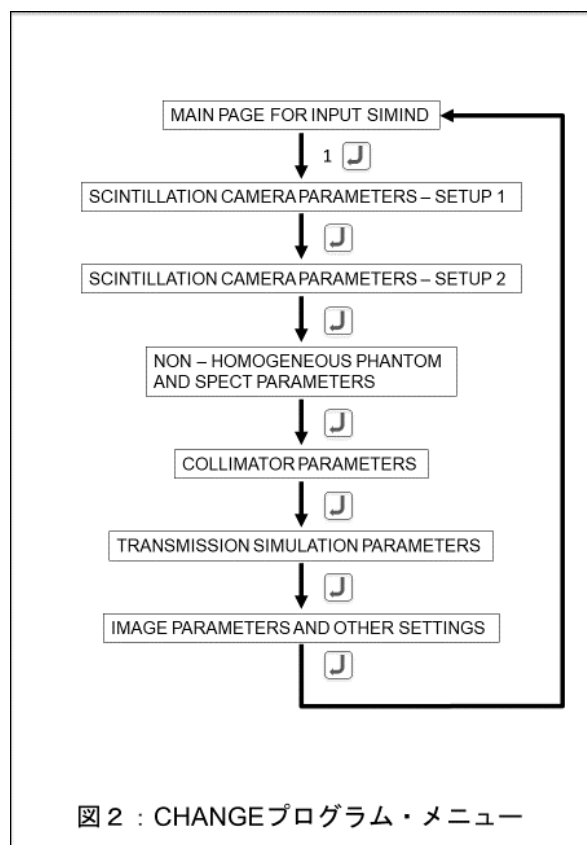 MAIN PAGE FOR INPUT SIMIND
1
SCINTILLATION CAMERA PARAMETERS – SETUP 1
SCINTILLATION CAMERA PARAMETERS – SETUP 2
NON – HOMOGENEOUS PHANTOM
AND SPECT PARAMETERS
COLLIMATOR PARAMETERS
TRANSMISSION SIMULATION PARAMETERS
IMAGE PARAMETERS AND OTHER SETTINGS
図2：CHANGEプログラム・メニュー